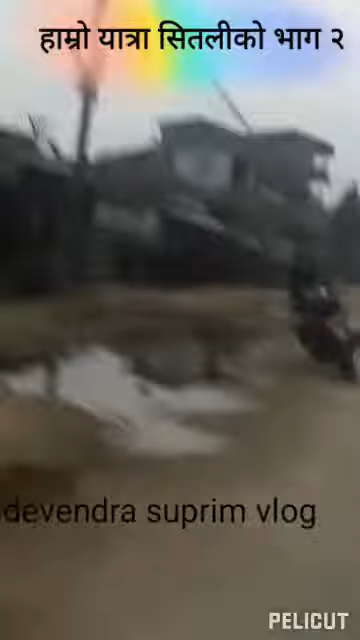 हाम्रो यात्रा सितलीको भाग २
devendra suprim vlog
PELICUT